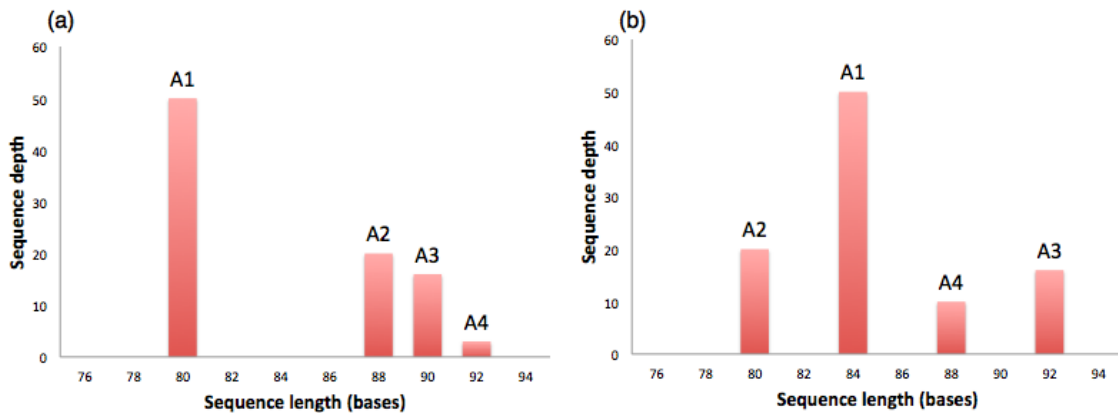 (a)
60
50
40
30
20
10
0
Sequence depth
A1
A2
A3
A4
76 78 80 82 84 86 88 90 92 94
Sequence length (bases)
(b)
60
50
40
30
20
10
0
Sequence depth
A2
A1
A4
A3
76 78 80 82 84 86 88 90 92 94
Sequence length (bases)